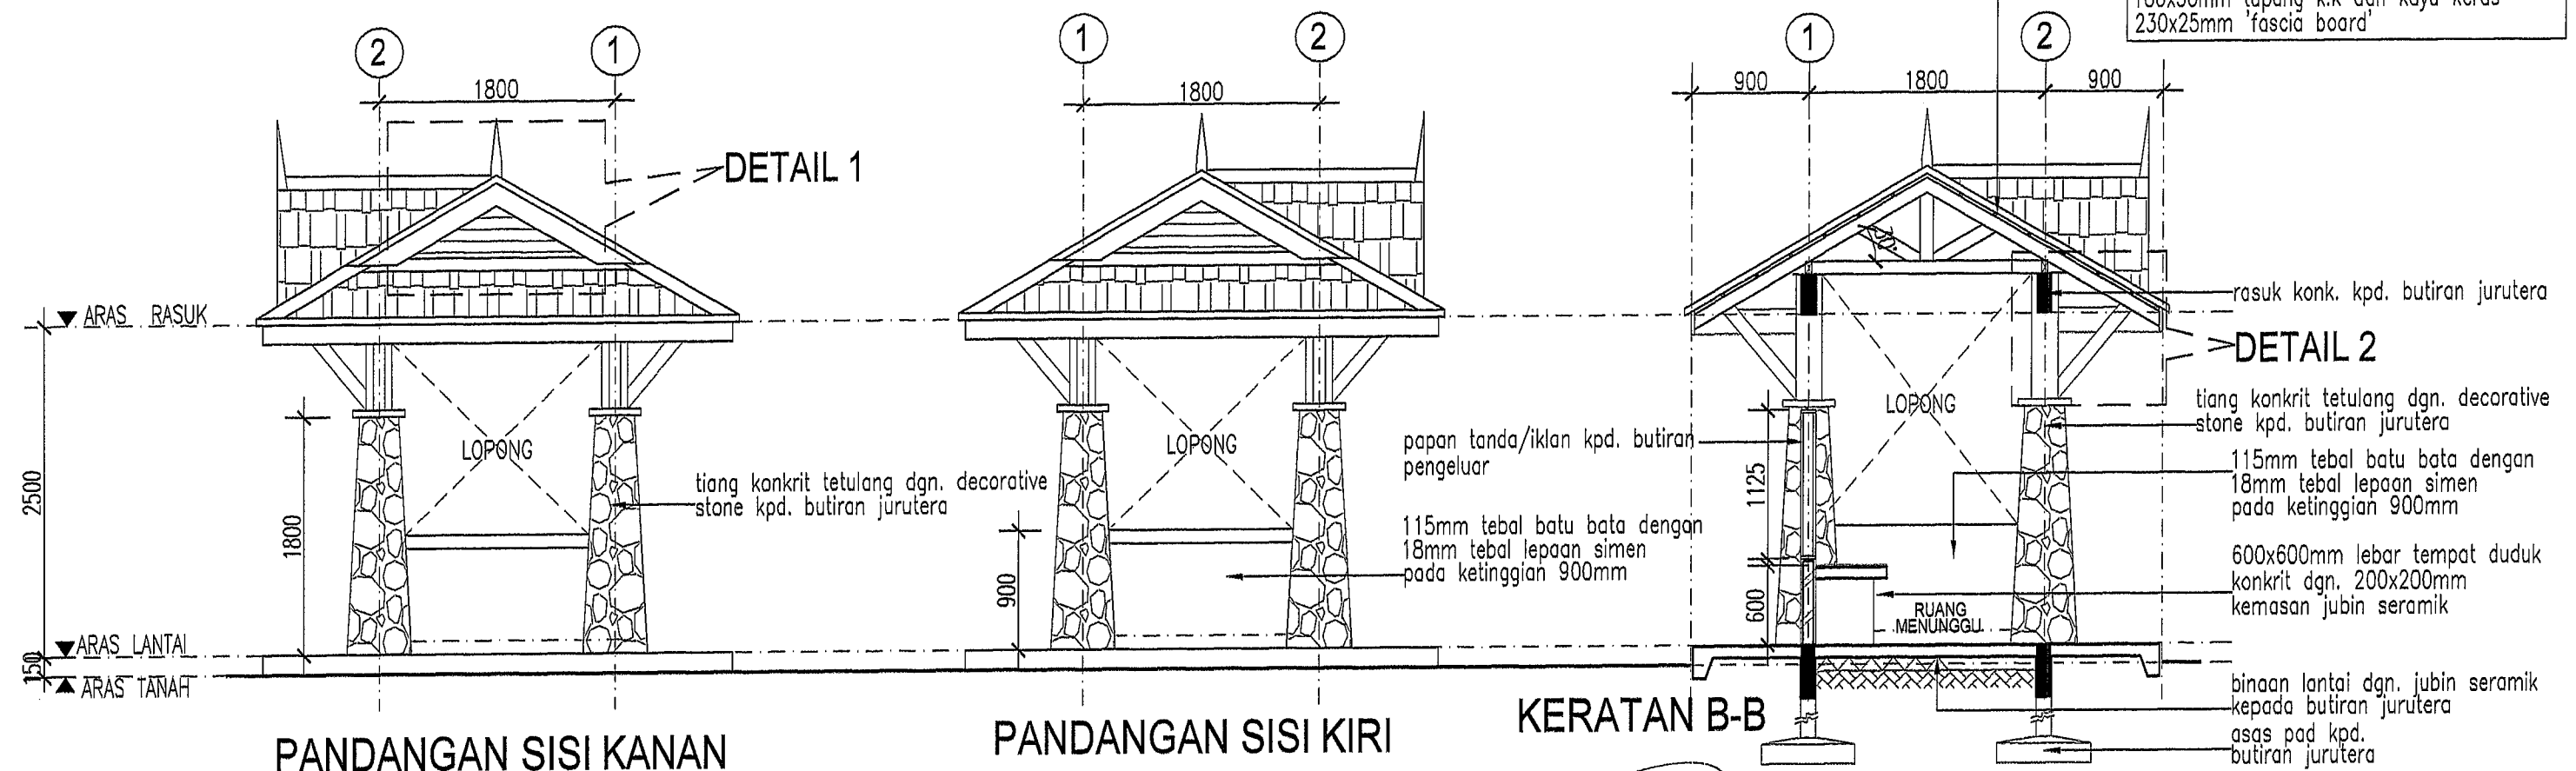 2
1
1800
DETAIL 1
ARAS RASUK
LOPONG
tiang konkrit tetulang dgn. decorative
stone kpd. butiran jurutera
2500
1800
ARAS LANTAI
150
ARAS TANAH
PANDANGAN SISI KANAN
1
2
1800
LOPONG
115mm tebal batu bata dengan
18mm tebal lepaan simen
pada ketinggian 900mm
900
PANDANGAN SISI KIRI
230x25mm 'fascia board'
1
2
900
1800
900
30°
rasuk konk. kpd. butiran jurutera
DETAIL 2
LOPONG
tiang konkrit tetulang dgn. decorative
stone kpd. butiran jurutera
papan tanda/iklan kpd. butiran
pengeluar
115mm tebal batu bata dengan
18mm tebal lepaan simen
pada ketinggian 900mm
1125
600x600mm lebar tempat duduk
konkrit dgn. 200x200mm
kemasan jubin seramik
600
RUANG
MENUNGGU
binaan lantai dgn. jubin seramik
kepada butiran jurutera
asas pad kpd.
butiran jurutera
KERATAN B-B